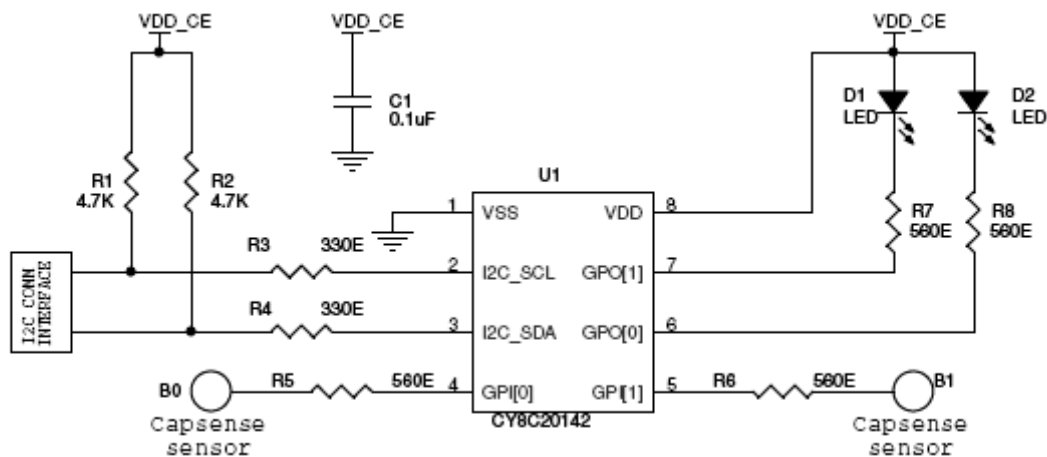 VDD_CE
VDD_CE
VDD_CE
C1
0.1uF
D1
LED
D2
LED
R1
4.7K
R2
4.7K
U1
1
VSS
VDD
8
R7
560E
R8
560E
R3
330E
2
I2C_SCL
GPO[1]
7
I2C CONN
INTERFACE
R4
330E
3
I2C_SDA
GPO[0]
6
B0
R5
560E
4
GPI[0]
GPI[1]
5
R6
560E
B1
CY8C20142
Capsense
sensor
Capsense
sensor